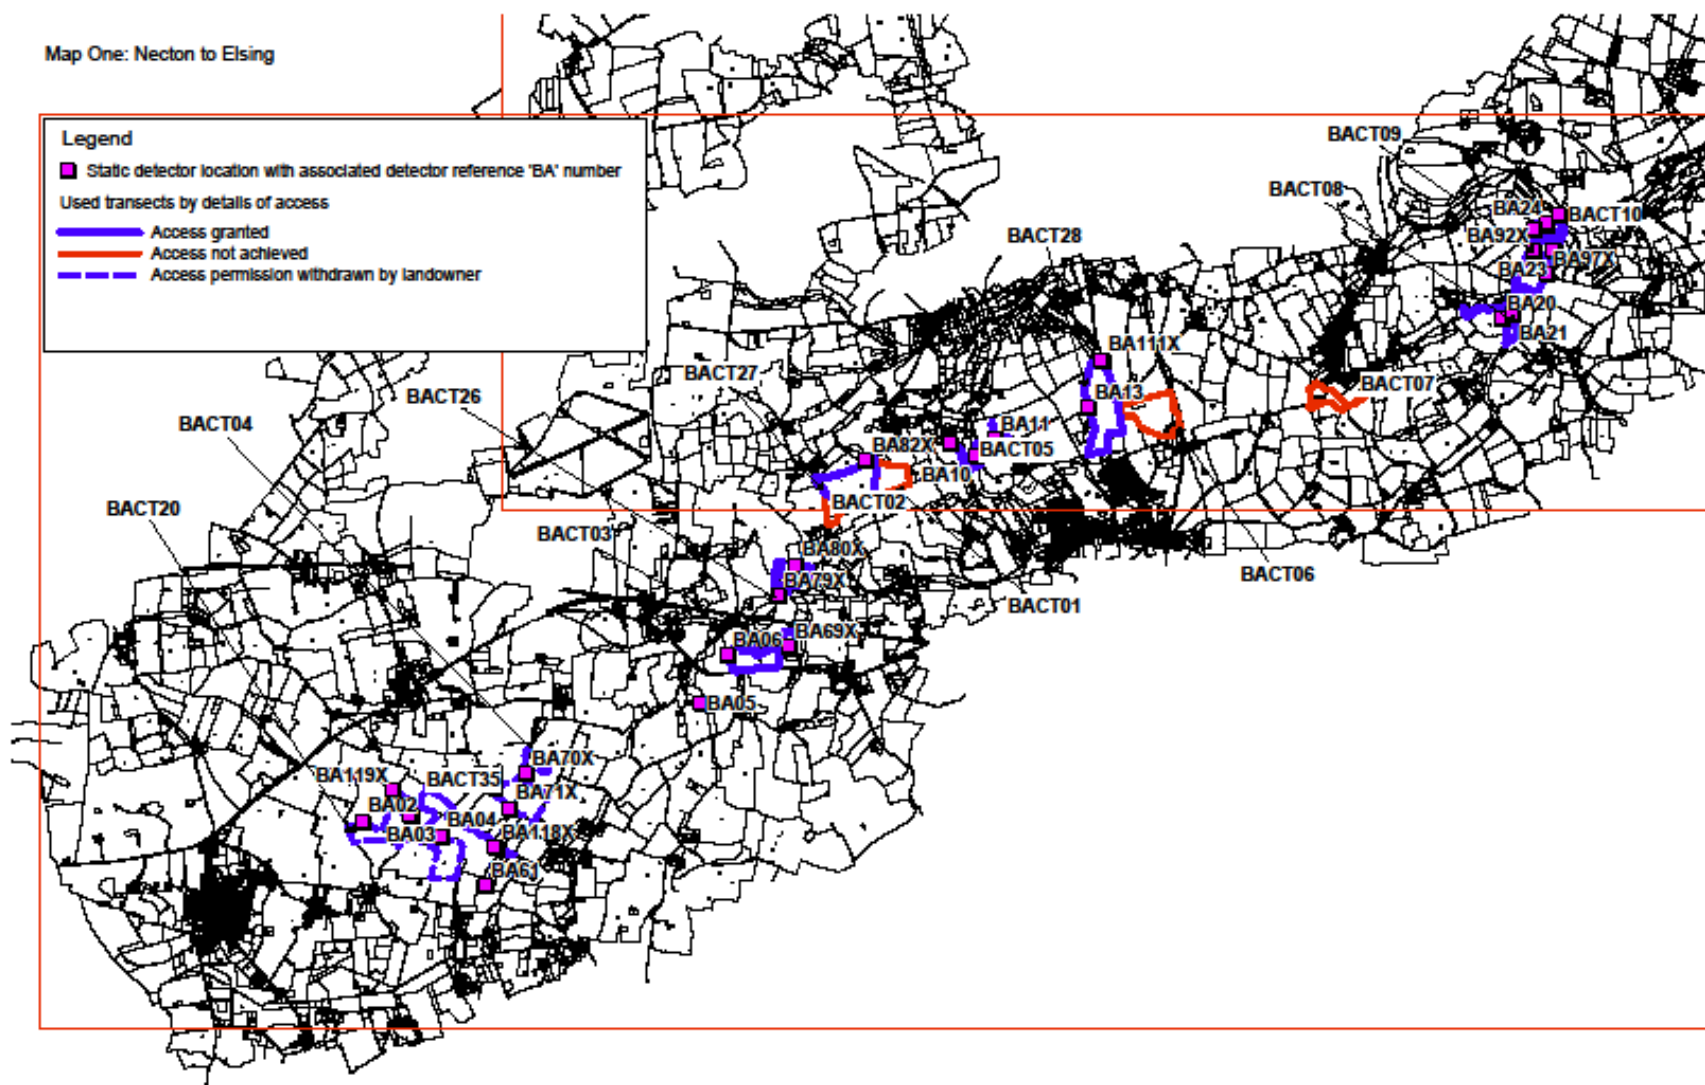 Map One: Necton to Elsing
Legend
Static detector location with associated detector reference "BA" number
Used transects by details of access
Access granted
Access not achieved
Access permission withdrawn by landowner
BACT09
BACT08
BA24
BACT10
BA92X
BA97X
BA23
BA20
BA21
BACT28
BA111X
BACT07
BACT27
BACT26
BA13
BACT04
BA11
BA82X
BACT05
BA10
BACT02
BACT20
BACT03
BA80X
BACT06
BA79X
BACT01
BA69X
BA06
BA05
BA70X
BA119X
BACT35
BA71X
BA02
BA04
BA03
BA118X
BA61